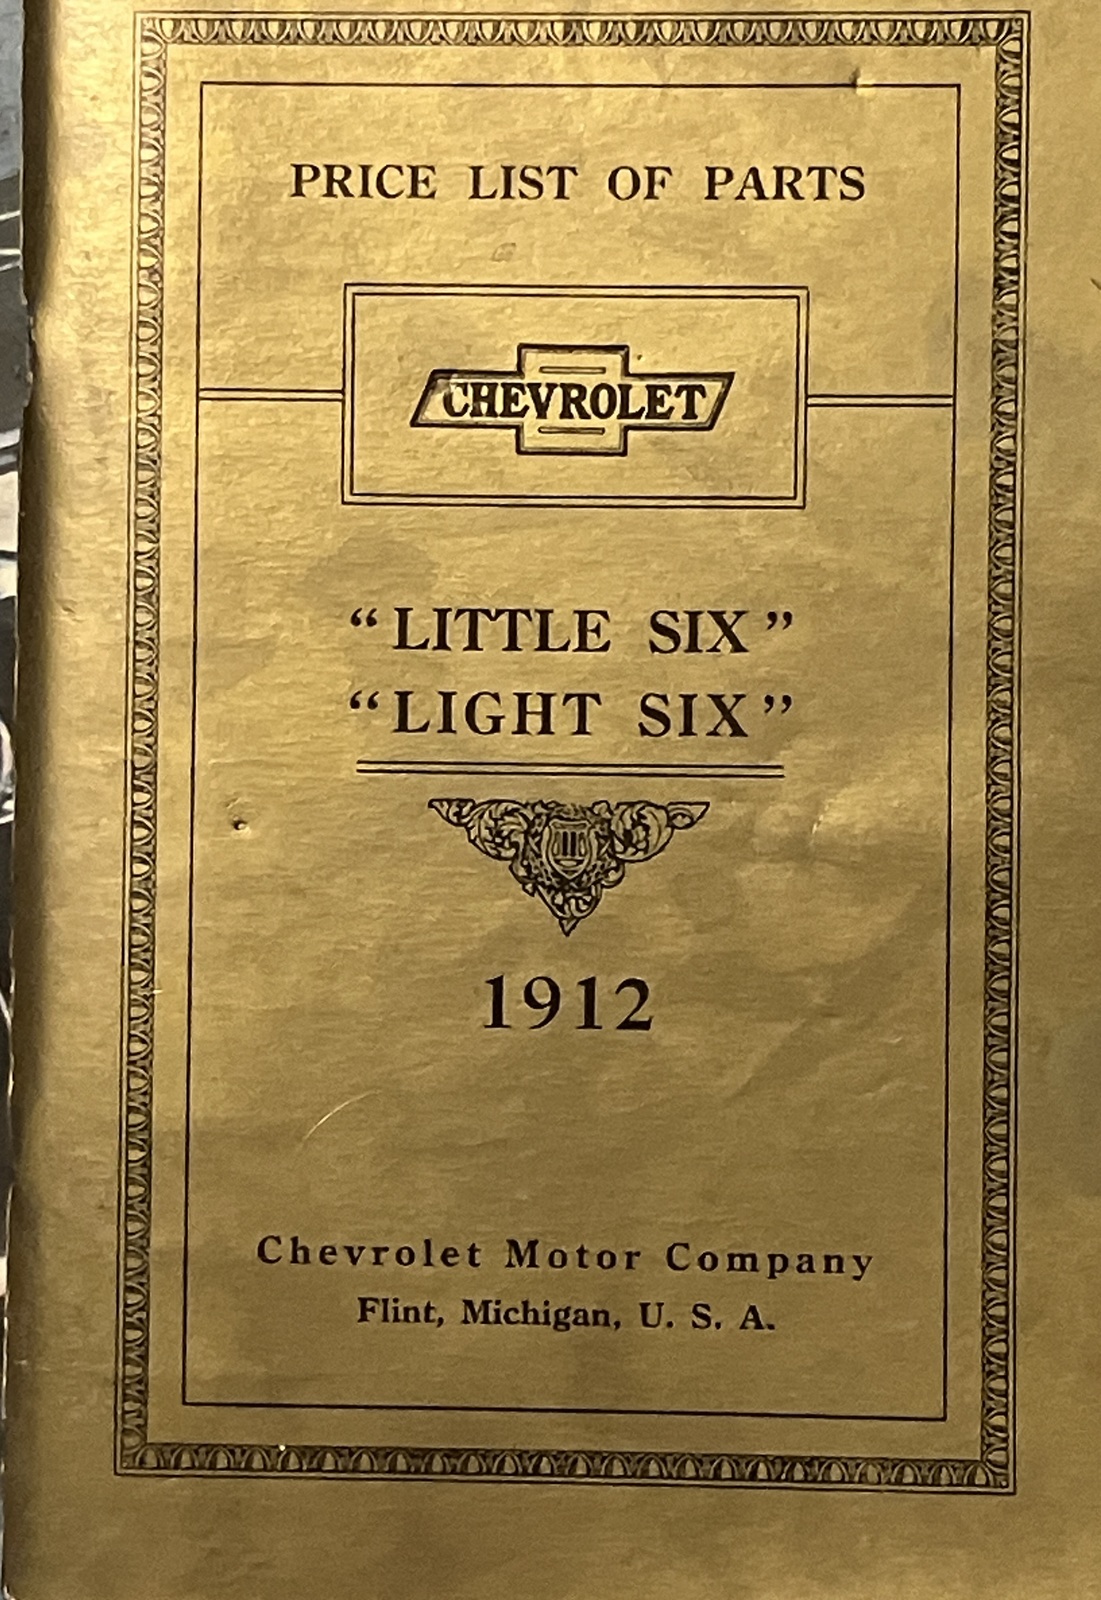 PRICE LIST OF PARTS
CHEVROLET
“LITTLE SIX”
“LIGHT SIX”
1912
Chevrolet Motor Company
Flint, Michigan, U. S. A.